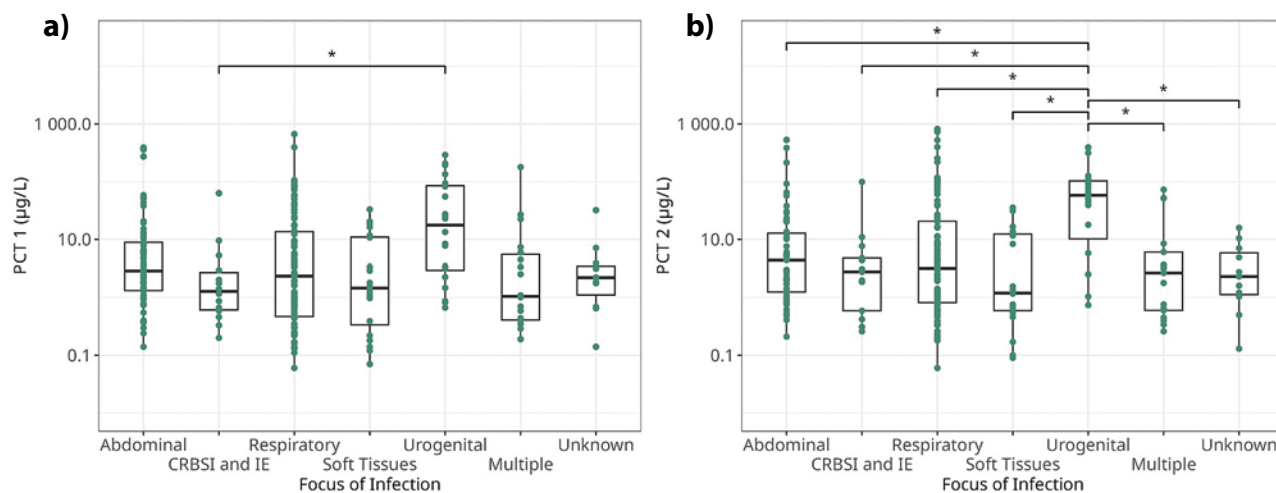 a)
PCT 1 (µg/L)
1 000.0
10.0
0.1
*
Abdominal Respiratory Urogenital Unknown
CRBSI and IE Soft Tissues Multiple
Focus of Infection
b)
PCT 2 (µg/L)
1 000.0
10.0
0.1
*
*
*
*
*
*
Abdominal Respiratory Urogenital Unknown
CRBSI and IE Soft Tissues Multiple
Focus of Infection